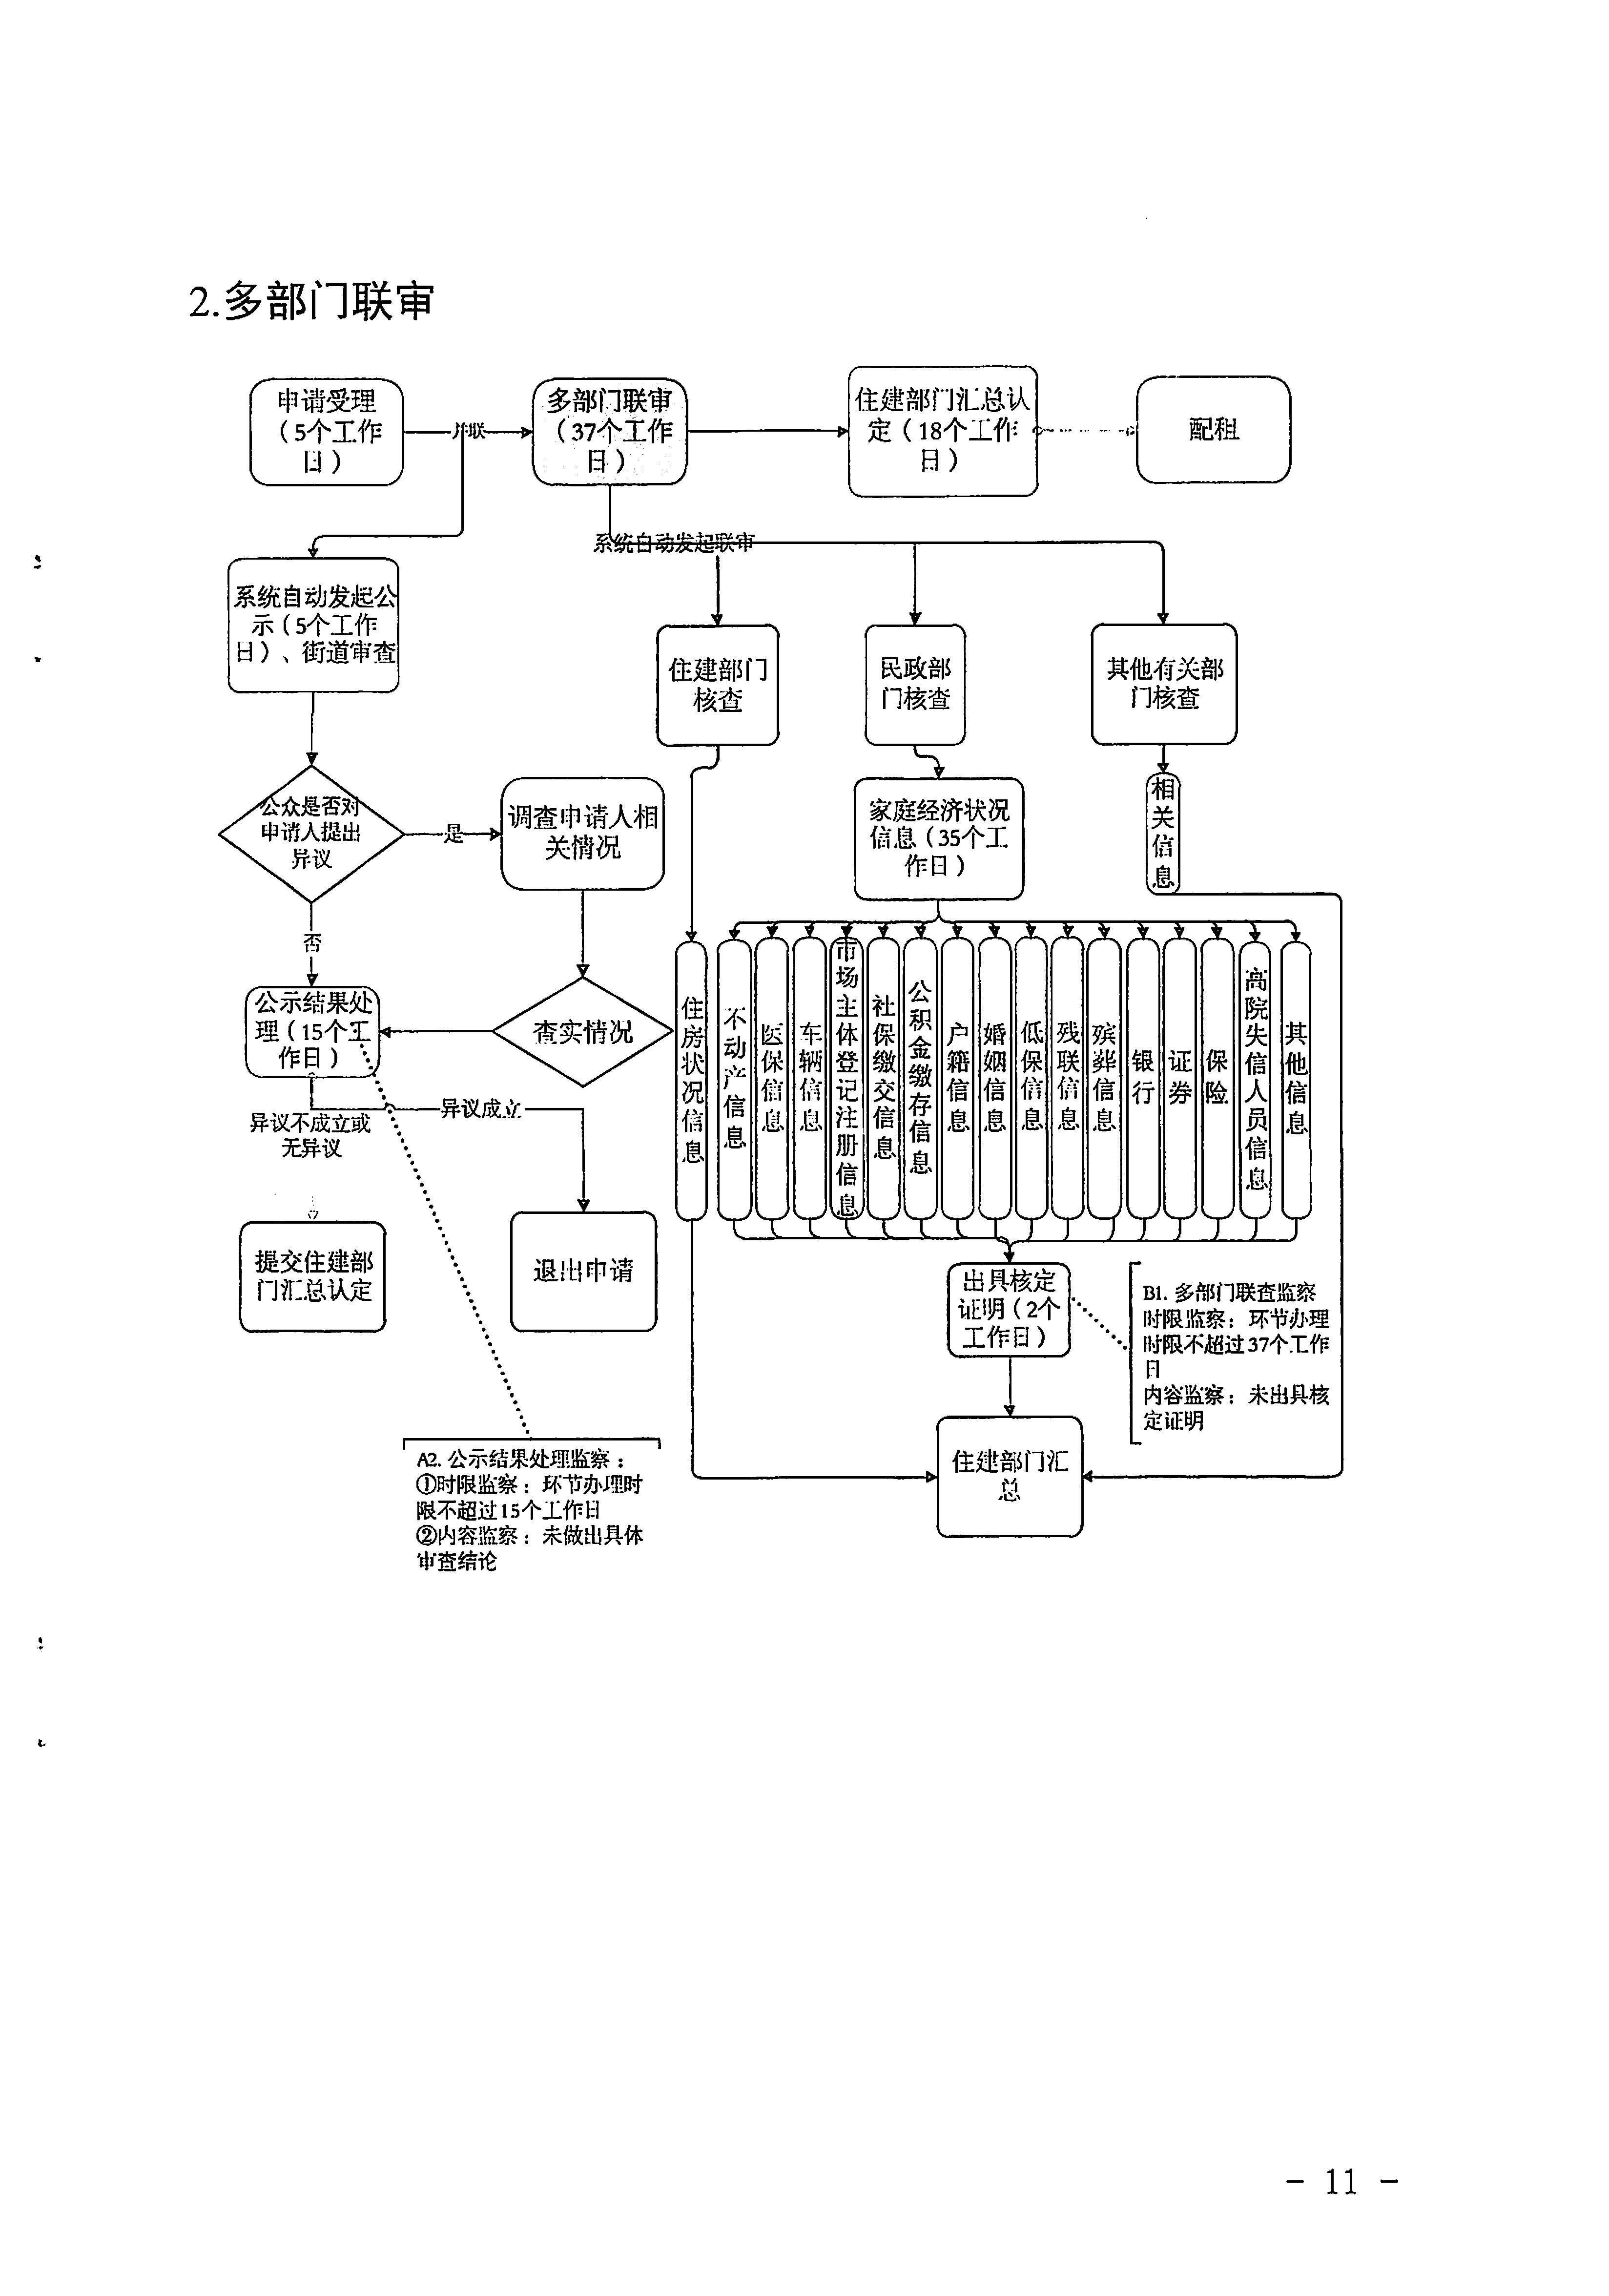 2.多部门联审
申请受理
（5个工作
日）
并联
多部门联审
（37个工作
日）
住建部门汇总认
定（18个工作
日）
配租
系统自动发起联审
系统自动发起公
示（5个工作
日）、街道审查
住建部门
核查
民政部
门核查
其他有关部
门核查
公众是否对
申请人提出
异议
是
调查申请人相
关情况
家庭经济状况
信息（35个工
作日）
相关信息
否
公示结果处
理（15个工
作日）
查实情况
住房状况信息
不动产信息
医保信息
车辆信息
市场主体登记注册信息
社保缴交信息
公积金缴存信息
户籍信息
婚姻信息
低保信息
残联信息
殡葬信息
银行
证券
保险
高院失信人员信息
其他信息
异议成立
异议不成立或
无异议
提交住建部
门汇总认定
退出申请
出具核定
证明（2个
工作日）
B1. 多部门联查监察
时限监察：环节办理
时限不超过37个工作
日
内容监察：未出具核
定证明
住建部门汇
总
A2. 公示结果处理监察：
①时限监察：环节办理时
限不超过15个工作日
②内容监察：未做出具体
审查结论
- 11 -